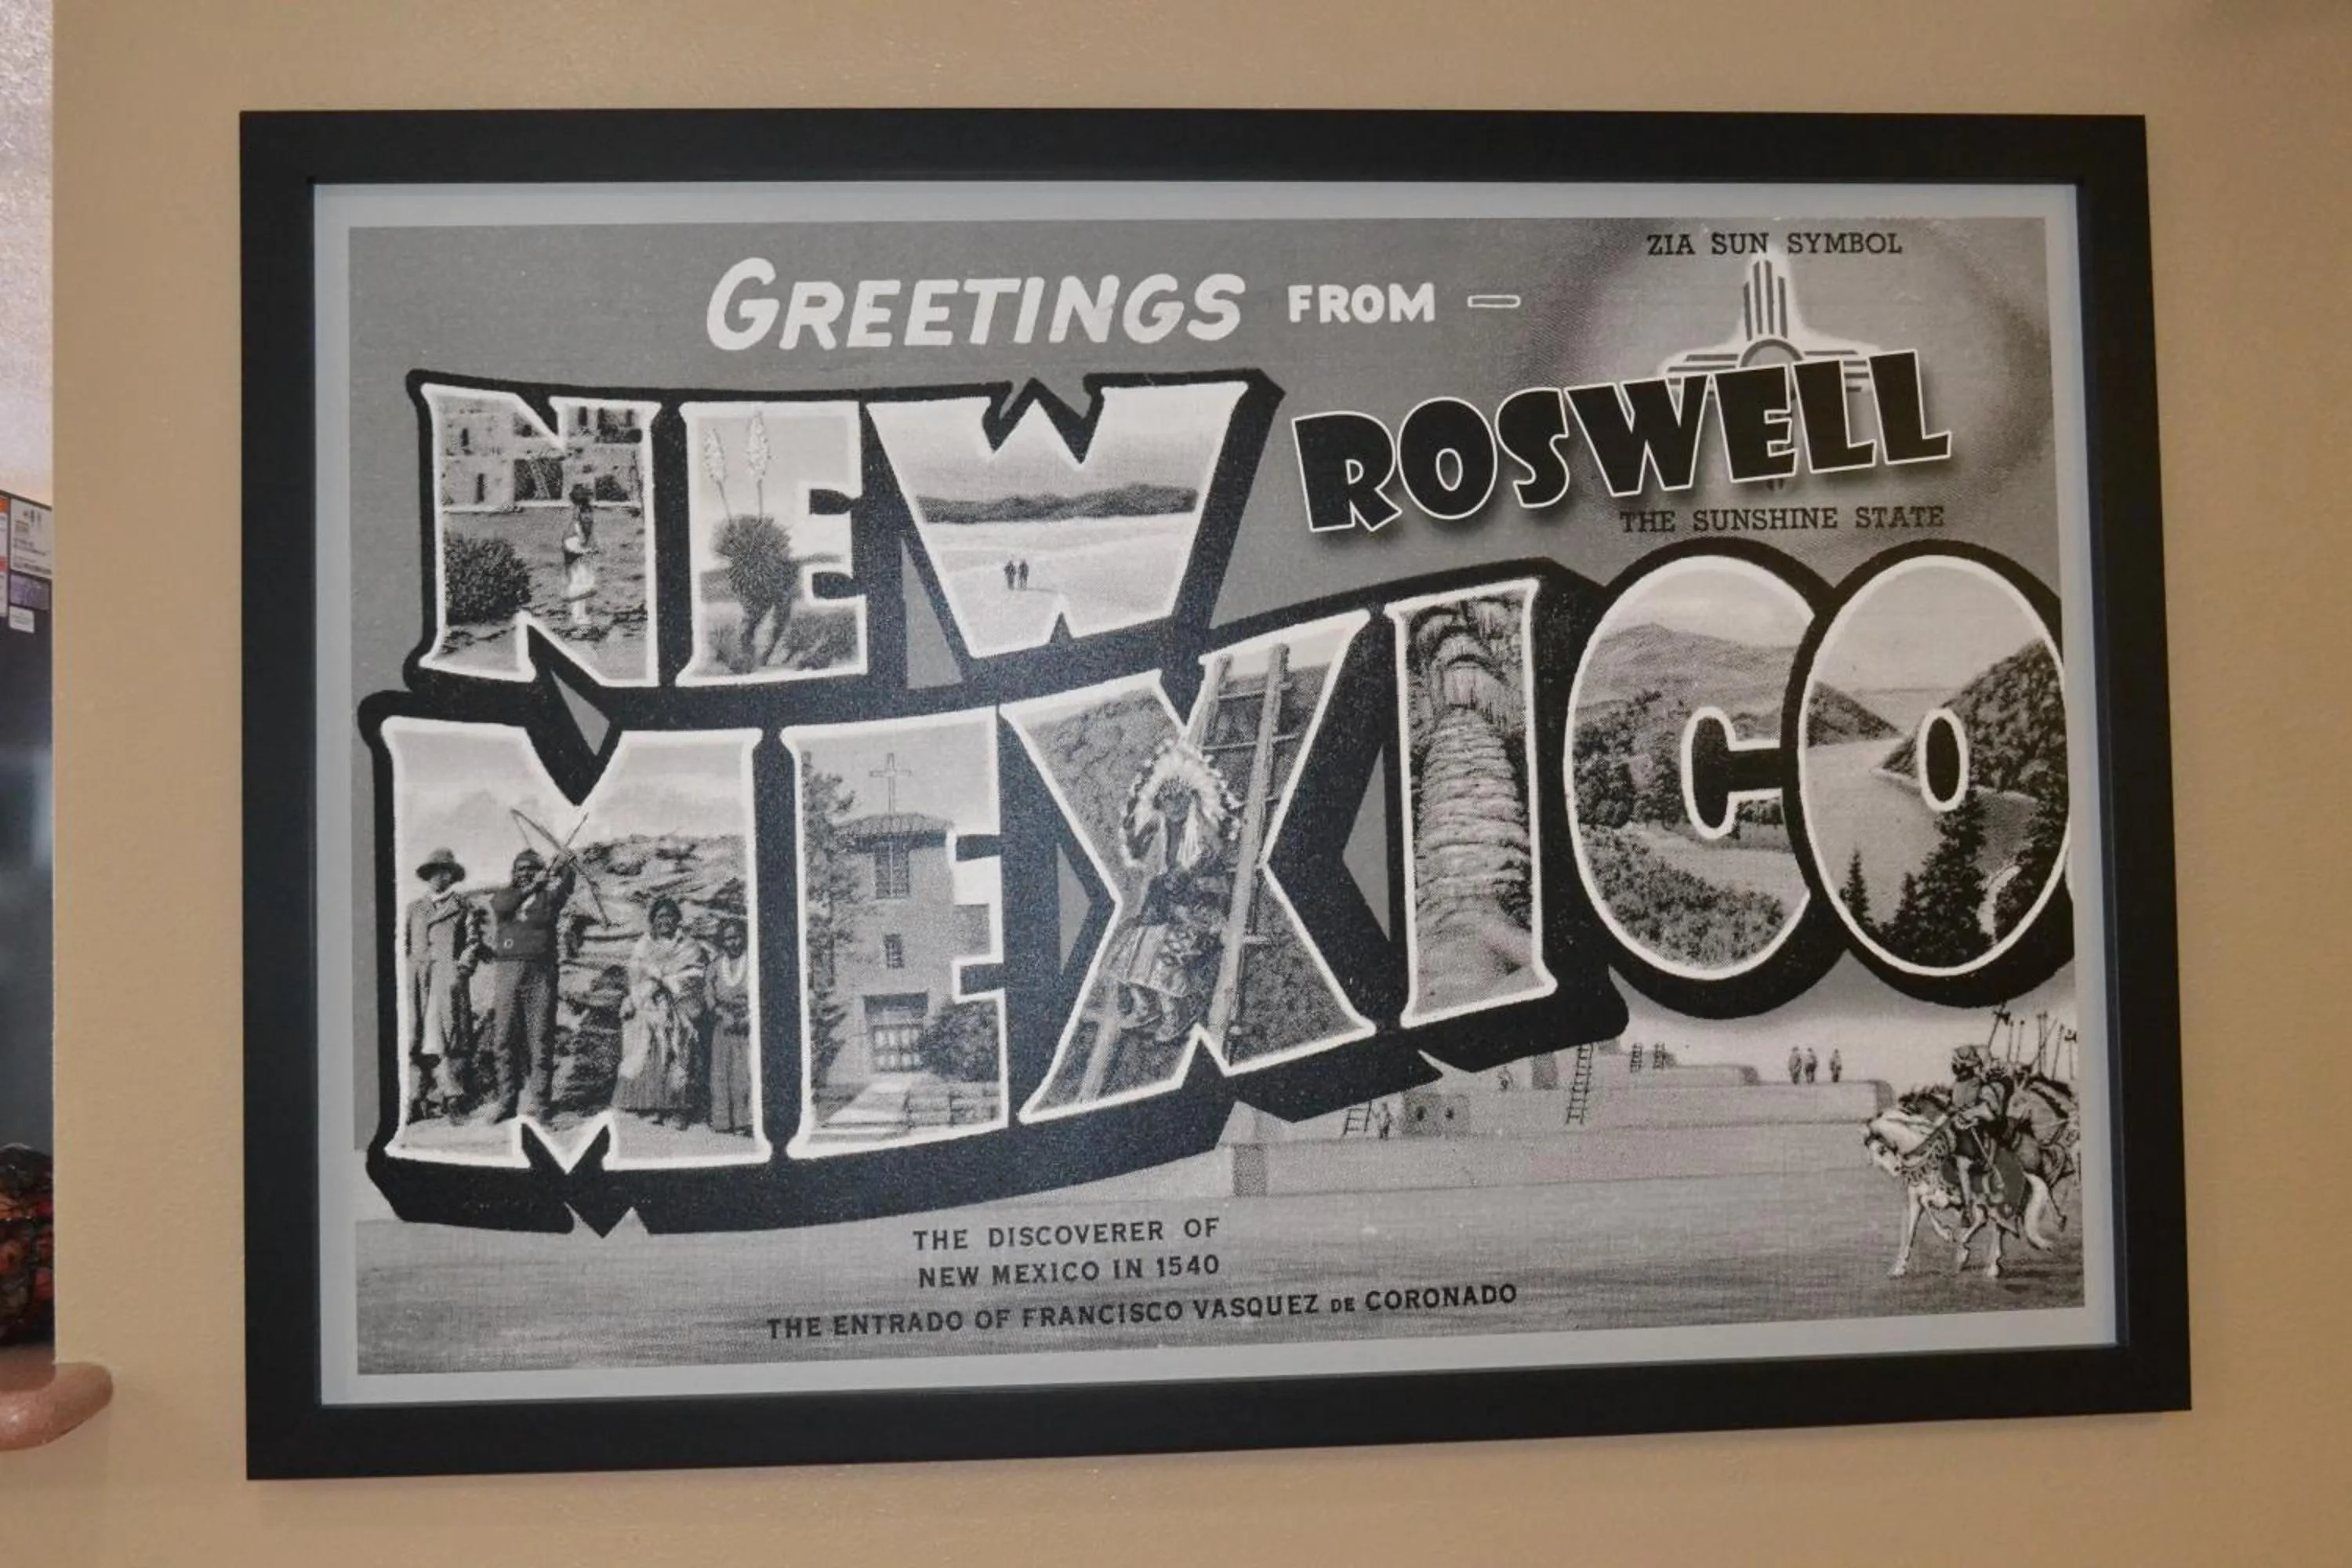 GREETINGS FROM —
ZIA SUN SYMBOL
ROSWELL
THE SUNSHINE STATE
NEW
MEXICO
THE DISCOVERER OF
NEW MEXICO IN 1540
THE ENTRADO OF FRANCISCO VASQUEZ DE CORONADO